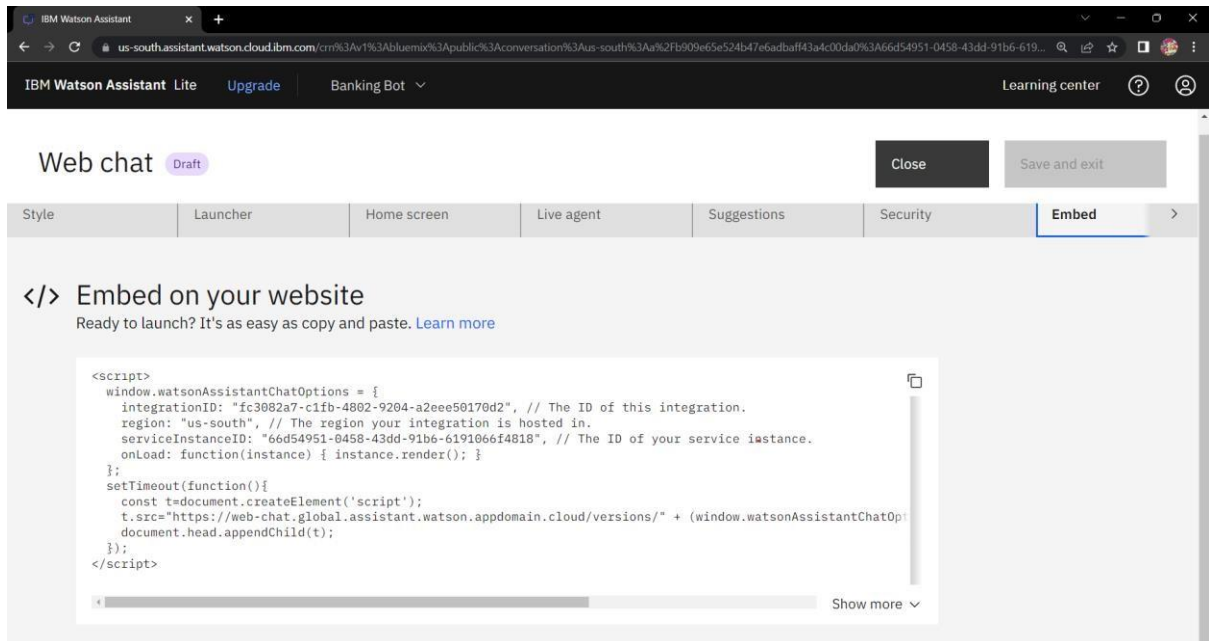 IBM Watson Assistant
us-south.assistant.watson.cloud.ibm.com/crn%3Av1%3Abluemix%3Apublic%3Aconversation%3Aus-south%3Aa%2Fb909e65e524b47e6adbaff43a4c00da0%3A66d54951-0458-43dd-91b6-619...
IBM Watson Assistant Lite Upgrade Banking Bot Learning center
Web chat Draft Close Save and exit
Style Launcher Home screen Live agent Suggestions Security Embed
</> Embed on your website
Ready to launch? It's as easy as copy and paste. Learn more
<script>
window.watsonAssistantChatOptions = {
integrationID: "fc3082a7-c1fb-4802-9204-a2eee50170d2", // The ID of this integration.
region: "us-south", // The region your integration is hosted in.
serviceInstanceID: "66d54951-0458-43dd-91b6-6191066f4818", // The ID of your service instance.
onLoad: function(instance) { instance.render(); }
};
setTimeout(function(){
const t=document.createElement('script');
t.src="https://web-chat.global.assistant.watson.appdomain.cloud/versions/" + (window.watsonAssistantChatOpt
document.head.appendChild(t);
});
</script>
Show more